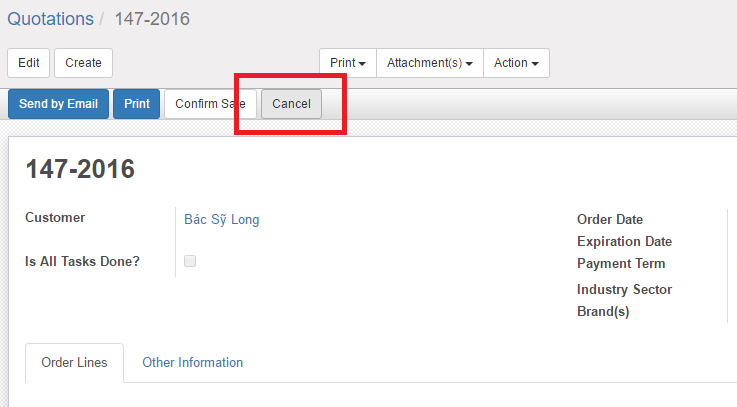 Quotations / 147-2016
Edit Create Print Attachment(s) Action
Send by Email Print Confirm Sale Cancel
147-2016
Customer Bác Sỹ Long Order Date
Expiration Date
Is All Tasks Done? Payment Term
Industry Sector
Brand(s)
Order Lines Other Information